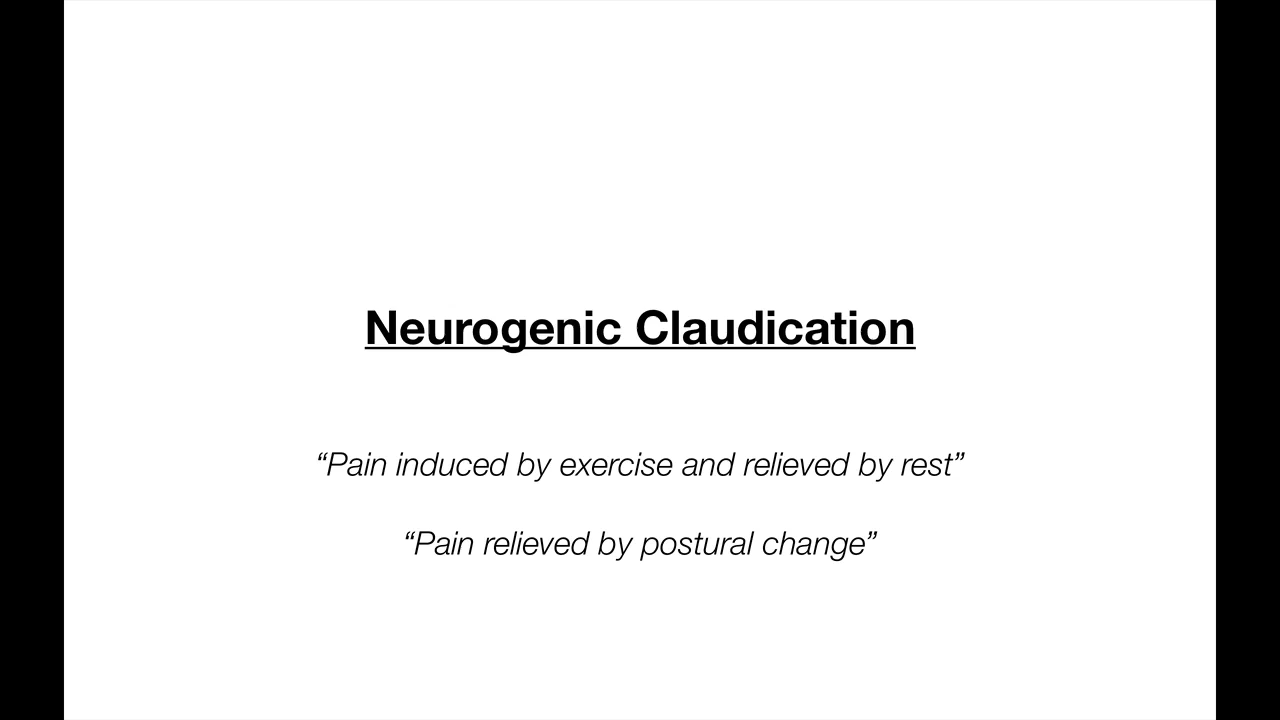 Neurogenic Claudication
“Pain induced by exercise and relieved by rest”
“Pain relieved by postural change”